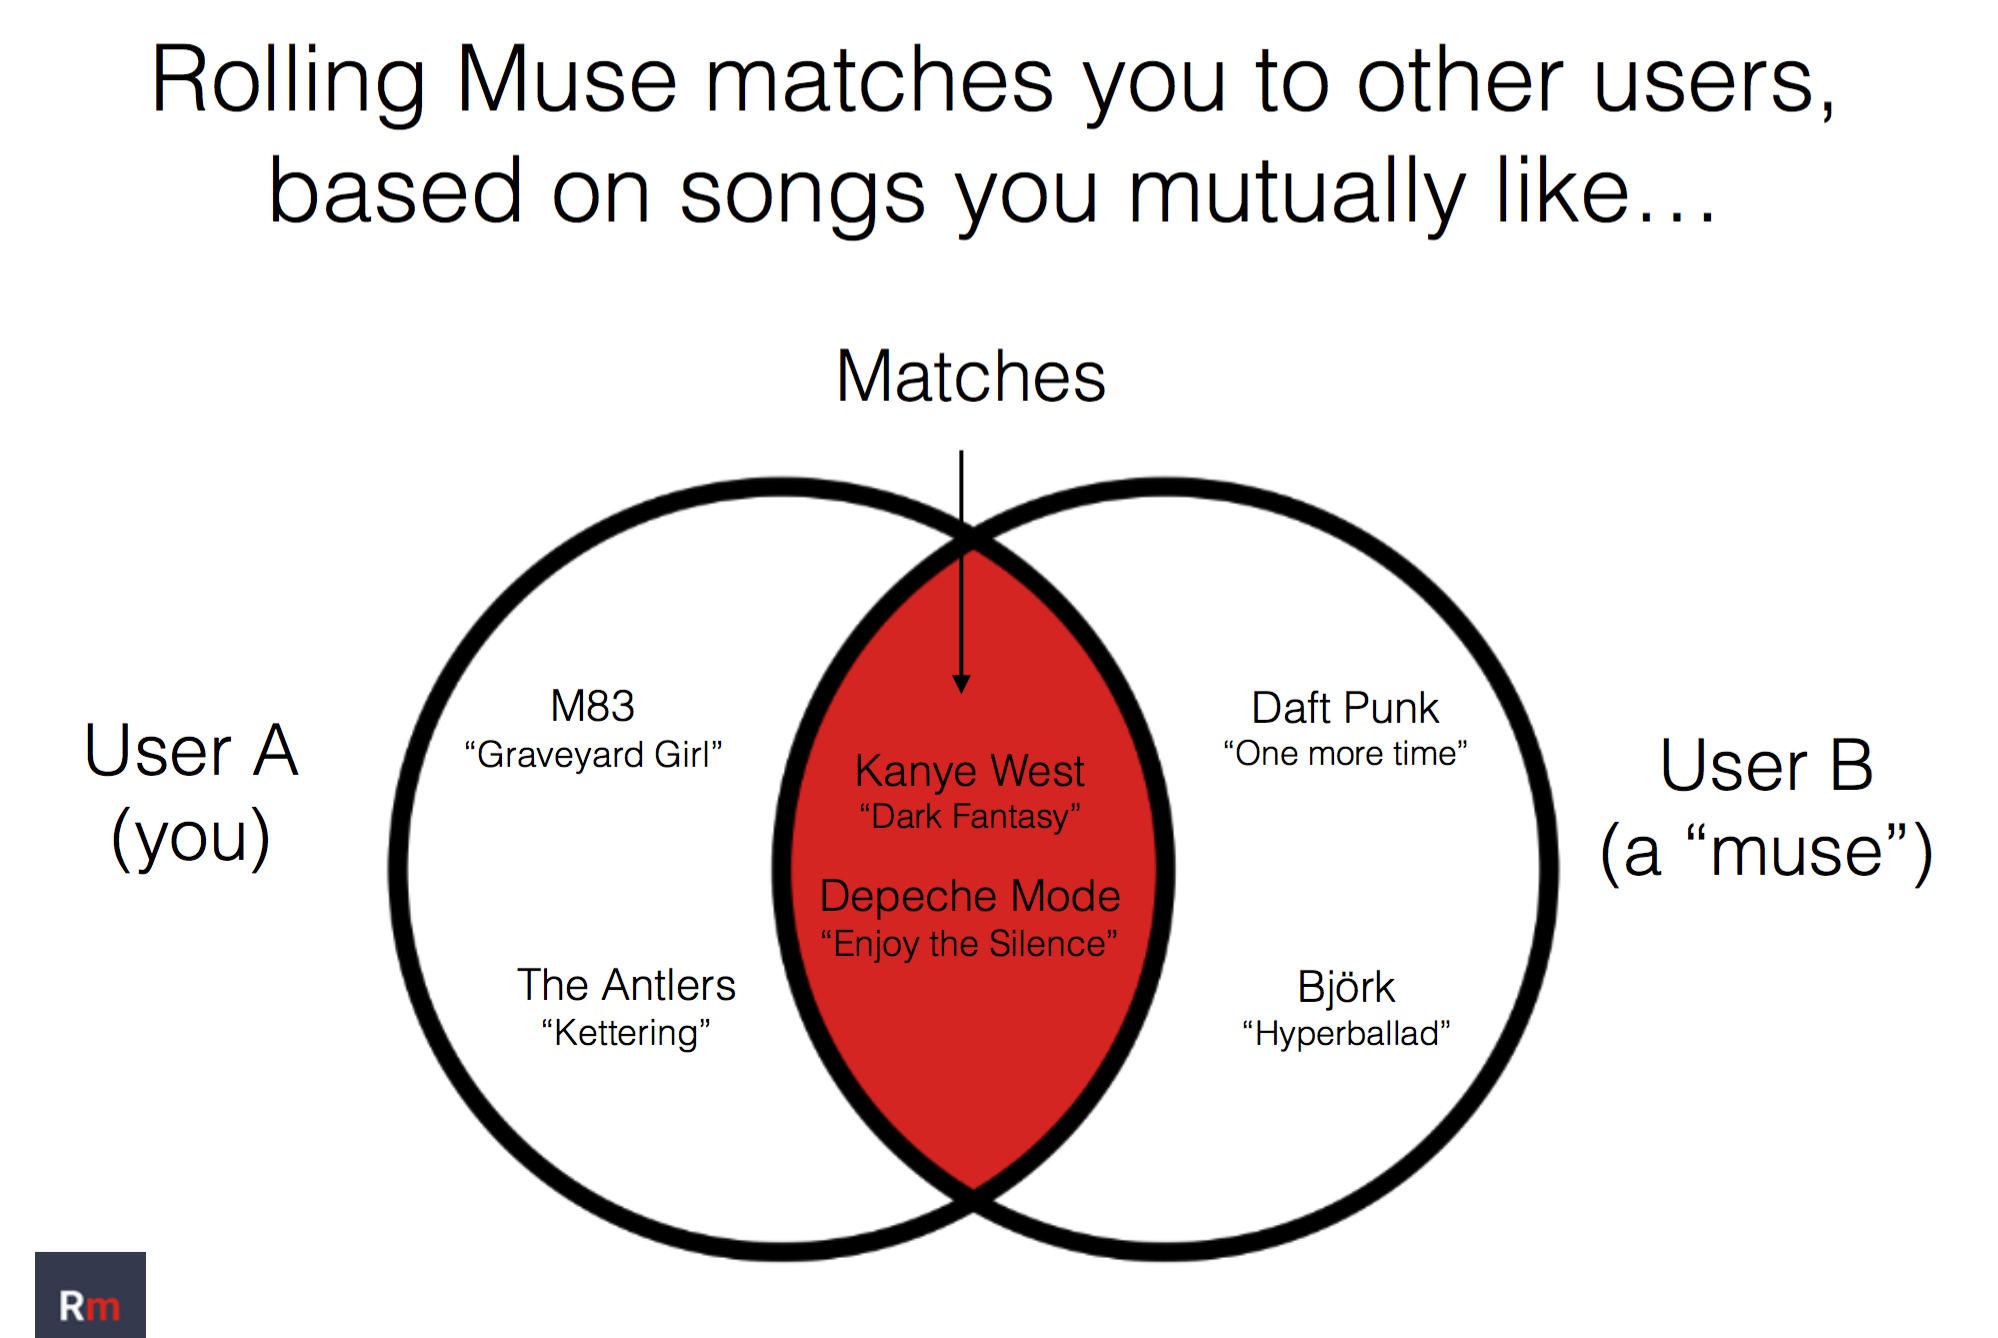 Rolling Muse matches you to other users,
based on songs you mutually like…
Matches
User A
(you)
M83
“Graveyard Girl”
The Antlers
“Kettering”
Kanye West
“Dark Fantasy”
Depeche Mode
“Enjoy the Silence”
Daft Punk
“One more time”
Björk
“Hyperballad”
User B
(a “muse”)
Rm